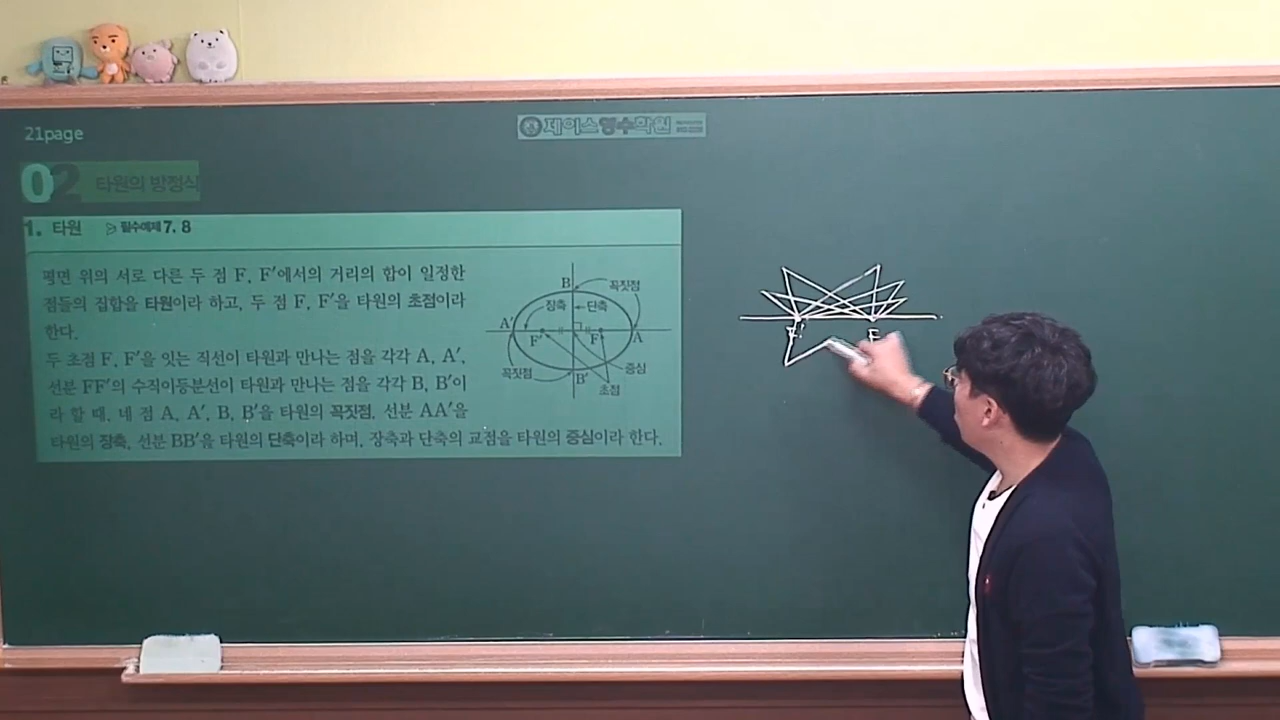 21page
제이스영수학원
02 타원의 방정식
1. 타원 ▷ 필수예제 7, 8
평면 위의 서로 다른 두 점 F, F′에서의 거리의 합이 일정한
점들의 집합을 타원이라 하고, 두 점 F, F′을 타원의 초점이라
한다.
두 초점 F, F′을 잇는 직선이 타원과 만나는 점을 각각 A, A′,
선분 FF′의 수직이등분선이 타원과 만나는 점을 각각 B, B′이
라 할 때, 네 점 A, A′, B, B′을 타원의 꼭짓점, 선분 AA′을
타원의 장축, 선분 BB′을 타원의 단축이라 하며, 장축과 단축의 교점을 타원의 중심이라 한다.
B 꼭짓점
장축 단축
A′ F′ F A
꼭짓점 B′ 중심
초점
F′ F